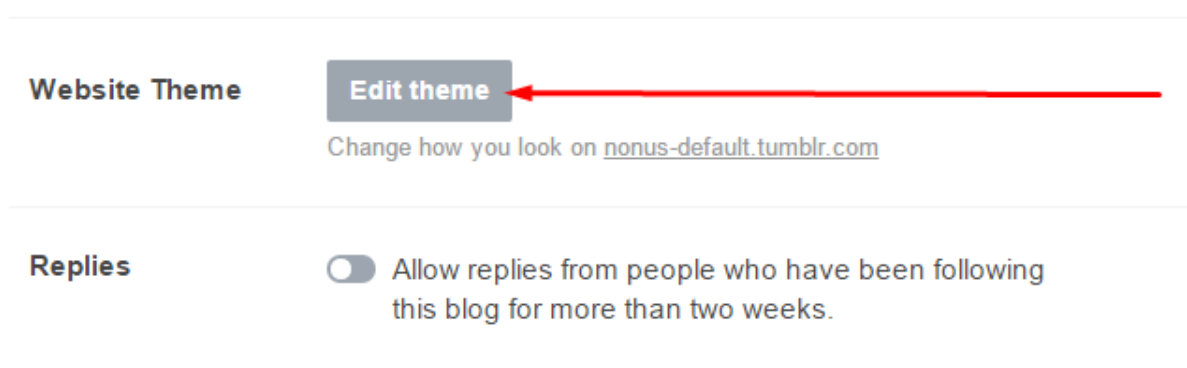 Website Theme
Edit theme
Change how you look on nonus-default.tumblr.com
Replies
Allow replies from people who have been following
this blog for more than two weeks.